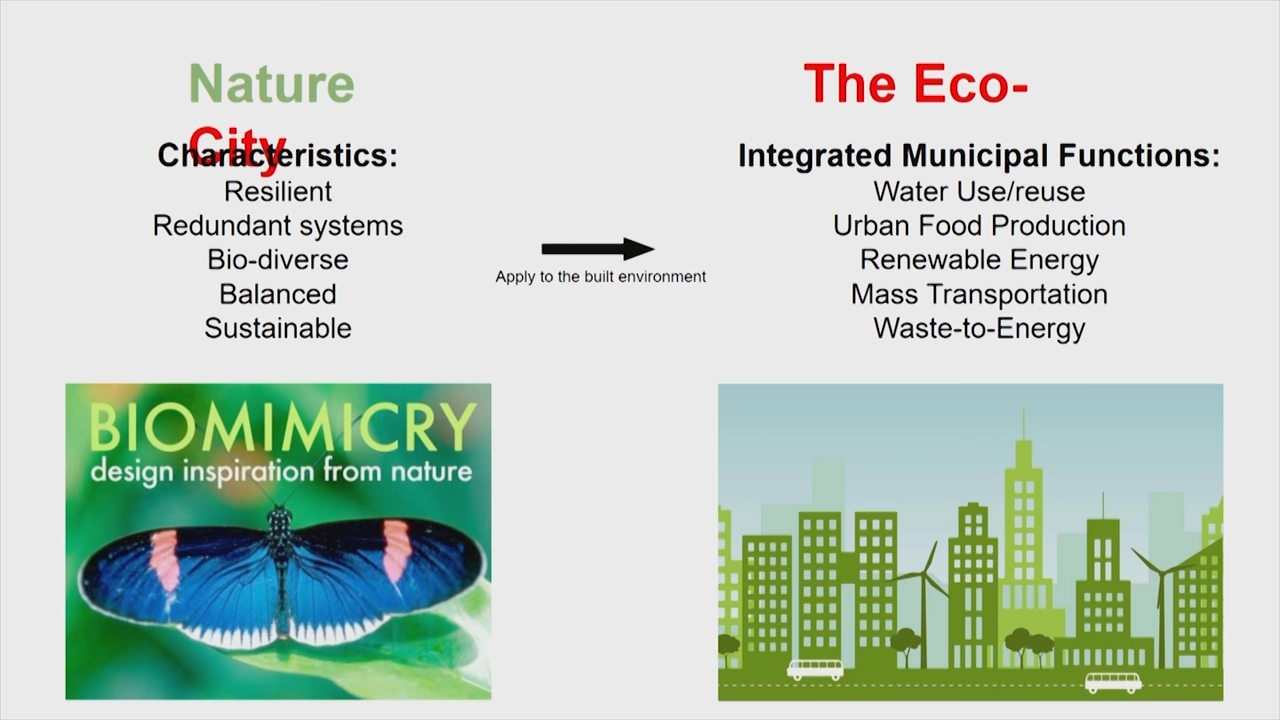 Nature
The Eco-
City
Characteristics:
Resilient
Redundant systems
Bio-diverse
Balanced
Sustainable
Apply to the built environment
Integrated Municipal Functions:
Water Use/reuse
Urban Food Production
Renewable Energy
Mass Transportation
Waste-to-Energy
BIOMIMICRY
design inspiration from nature